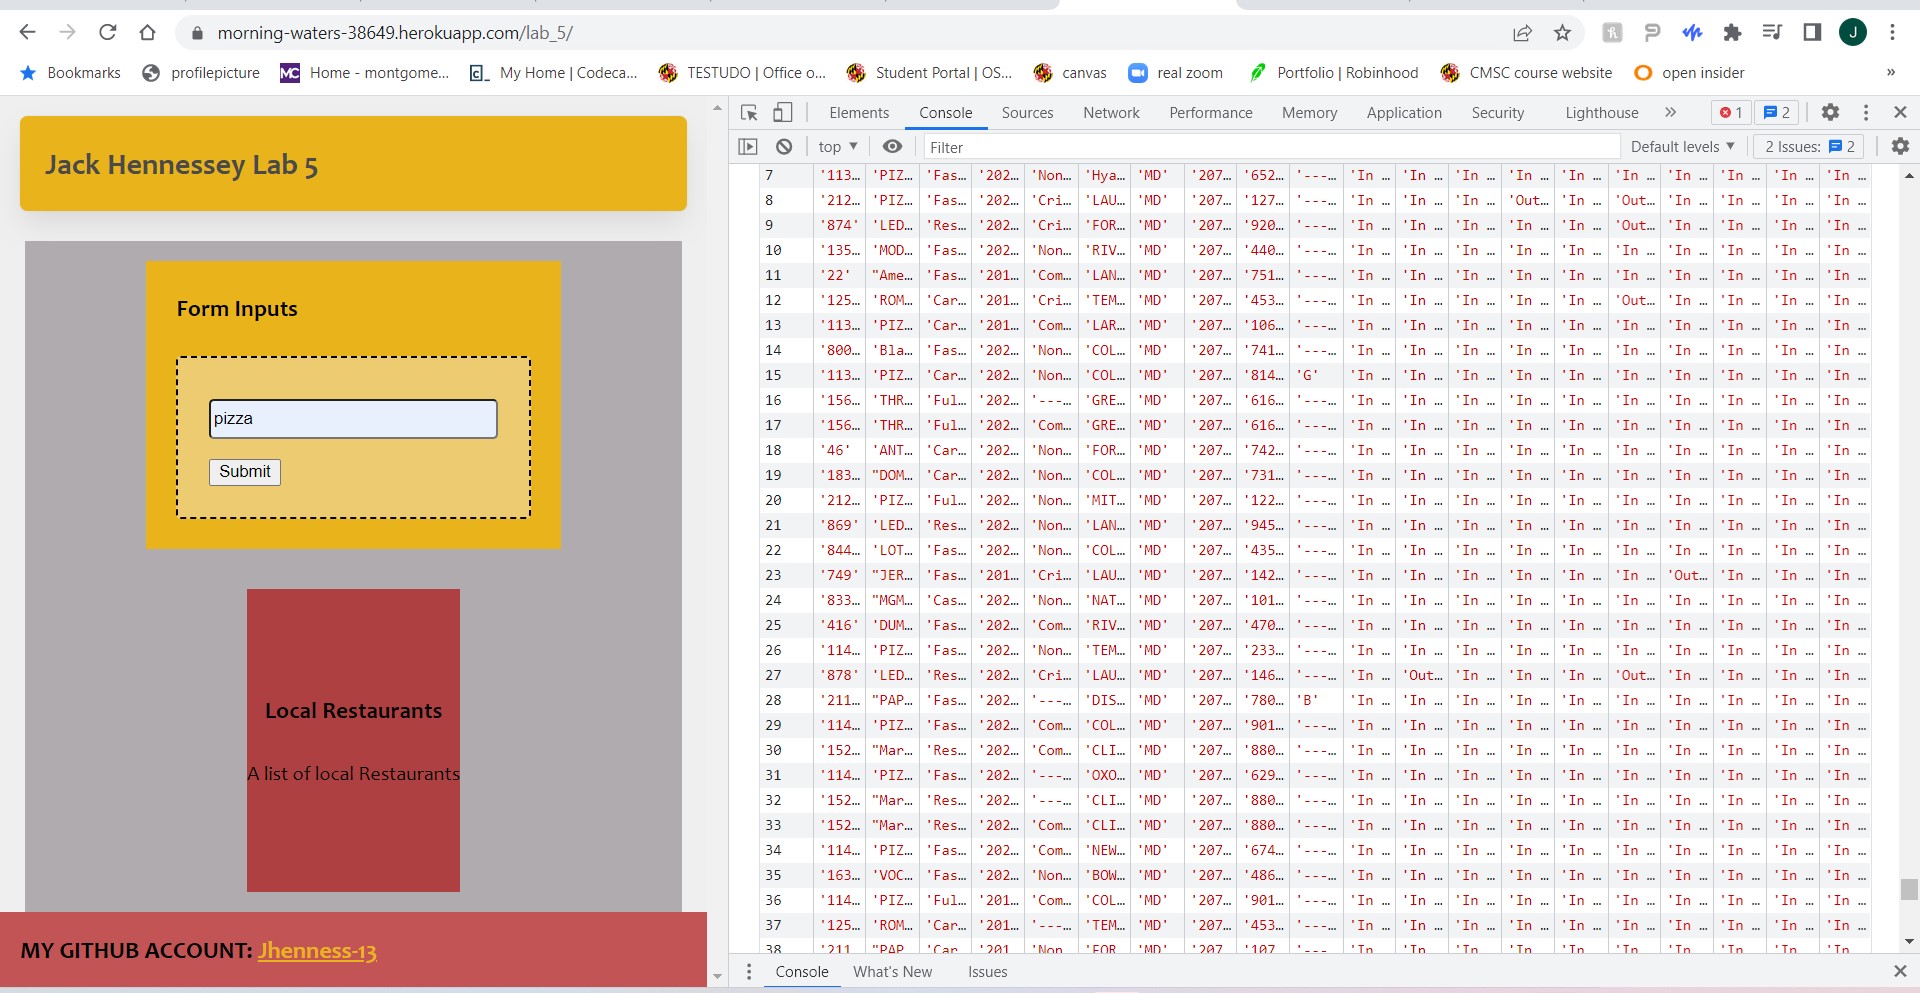 morning-waters-38649.herokuapp.com/lab_5/
J
Bookmarks profilepicture MC Home - montgome... My Home | Codeca... TESTUDO | Office o... Student Portal | OS... canvas real zoom Portfolio | Robinhood CMSC course website open insider »
Jack Hennessey Lab 5
Form Inputs
pizza
Submit
Local Restaurants
A list of local Restaurants
MY GITHUB ACCOUNT: Jhenness-13
Elements Console Sources Network Performance Memory Application Security Lighthouse » 1 2
top Filter Default levels 2 Issues: 2
7 '113… 'PIZ… 'Fas… '202… 'Non… 'Hya… 'MD' '207… '652… '---… 'In … 'In … 'In … 'In … 'In … 'In … 'In … 'In … 'In … 'In …
8 '212… 'PIZ… 'Fas… '202… 'Cri… 'LAU… 'MD' '207… '127… '---… 'In … 'In … 'In … 'Out… 'In … 'Out… 'In … 'In … 'In … 'In …
9 '874' 'LED… 'Res… '202… 'Cri… 'FOR… 'MD' '207… '920… '---… 'In … 'In … 'In … 'In … 'In … 'Out… 'In … 'In … 'In … 'In …
10 '135… 'MOD… 'Fas… '202… 'Non… 'RIV… 'MD' '207… '440… '---… 'In … 'In … 'In … 'In … 'In … 'In … 'In … 'In … 'In … 'In …
11 '22' "Ame… 'Fas… '201… 'Com… 'LAN… 'MD' '207… '751… '---… 'In … 'In … 'In … 'In … 'In … 'In … 'In … 'In … 'In … 'In …
12 '125… 'ROM… 'Car… '201… 'Cri… 'TEM… 'MD' '207… '453… '---… 'In … 'In … 'In … 'In … 'In … 'Out… 'In … 'In … 'In … 'In …
13 '113… 'PIZ… 'Car… '201… 'Com… 'LAR… 'MD' '207… '106… '---… 'In … 'In … 'In … 'In … 'In … 'In … 'In … 'In … 'In … 'In …
14 '800… 'Bla… 'Fas… '202… 'Non… 'COL… 'MD' '207… '741… '---… 'In … 'In … 'In … 'In … 'In … 'In … 'In … 'In … 'In … 'In …
15 '113… 'PIZ… 'Car… '202… 'Non… 'COL… 'MD' '207… '814… 'G' 'In … 'In … 'In … 'In … 'In … 'In … 'In … 'In … 'In … 'In …
16 '156… 'THR… 'Ful… '202… '---… 'GRE… 'MD' '207… '616… '---… 'In … 'In … 'In … 'In … 'In … 'In … 'In … 'In … 'In … 'In …
17 '156… 'THR… 'Ful… '202… 'Com… 'GRE… 'MD' '207… '616… '---… 'In … 'In … 'In … 'In … 'In … 'In … 'In … 'In … 'In … 'In …
18 '46' 'ANT… 'Car… '202… 'Non… 'FOR… 'MD' '207… '742… '---… 'In … 'In … 'In … 'In … 'In … 'In … 'In … 'In … 'In … 'In …
19 '183… "DOM… 'Car… '202… 'Non… 'COL… 'MD' '207… '731… '---… 'In … 'In … 'In … 'In … 'In … 'In … 'In … 'In … 'In … 'In …
20 '212… 'PIZ… 'Ful… '202… 'Non… 'MIT… 'MD' '207… '122… '---… 'In … 'In … 'In … 'In … 'In … 'In … 'In … 'In … 'In … 'In …
21 '869' 'LED… 'Res… '202… 'Non… 'LAN… 'MD' '207… '945… '---… 'In … 'In … 'In … 'In … 'In … 'In … 'In … 'In … 'In … 'In …
22 '844… 'LOT… 'Fas… '202… 'Non… 'COL… 'MD' '207… '435… '---… 'In … 'In … 'In … 'In … 'In … 'In … 'In … 'In … 'In … 'In …
23 '749' "JER… 'Fas… '201… 'Cri… 'LAU… 'MD' '207… '142… '---… 'In … 'In … 'In … 'In … 'In … 'In … 'Out… 'In … 'In … 'In …
24 '833… "MGM… 'Cas… '202… 'Non… 'NAT… 'MD' '207… '101… '---… 'In … 'In … 'In … 'In … 'In … 'In … 'In … 'In … 'In … 'In …
25 '416' 'DUM… 'Fas… '202… 'Com… 'RIV… 'MD' '207… '470… '---… 'In … 'In … 'In … 'In … 'In … 'In … 'In … 'In … 'In … 'In …
26 '114… 'PIZ… 'Fas… '202… 'Non… 'TEM… 'MD' '207… '233… '---… 'In … 'In … 'In … 'In … 'In … 'In … 'In … 'In … 'In … 'In …
27 '878' 'LED… 'Res… '202… 'Cri… 'LAU… 'MD' '207… '146… '---… 'In … 'Out… 'In … 'In … 'In … 'Out… 'In … 'In … 'In … 'In …
28 '211… "PAP… 'Fas… '202… '---… 'DIS… 'MD' '207… '780… 'B' 'In … 'In … 'In … 'In … 'In … 'In … 'In … 'In … 'In … 'In …
29 '114… 'PIZ… 'Fas… '202… 'Com… 'COL… 'MD' '207… '901… '---… 'In … 'In … 'In … 'In … 'In … 'In … 'In … 'In … 'In … 'In …
30 '152… "Mar… 'Res… '202… 'Com… 'CLI… 'MD' '207… '880… '---… 'In … 'In … 'In … 'In … 'In … 'In … 'In … 'In … 'In … 'In …
31 '114… 'PIZ… 'Fas… '202… '---… 'OXO… 'MD' '207… '629… '---… 'In … 'In … 'In … 'In … 'In … 'In … 'In … 'In … 'In … 'In …
32 '152… "Mar… 'Res… '202… '---… 'CLI… 'MD' '207… '880… '---… 'In … 'In … 'In … 'In … 'In … 'In … 'In … 'In … 'In … 'In …
33 '152… "Mar… 'Res… '202… 'Com… 'CLI… 'MD' '207… '880… '---… 'In … 'In … 'In … 'In … 'In … 'In … 'In … 'In … 'In … 'In …
34 '114… 'PIZ… 'Fas… '202… 'Com… 'NEW… 'MD' '207… '674… '---… 'In … 'In … 'In … 'In … 'In … 'In … 'In … 'In … 'In … 'In …
35 '163… 'VOC… 'Fas… '202… 'Non… 'BOW… 'MD' '207… '486… '---… 'In … 'In … 'In … 'In … 'In … 'In … 'In … 'In … 'In … 'In …
36 '114… 'PIZ… 'Ful… '202… 'Com… 'COL… 'MD' '207… '901… '---… 'In … 'In … 'In … 'In … 'In … 'In … 'In … 'In … 'In … 'In …
37 '125… 'ROM… 'Car… '201… '---… 'TEM… 'MD' '207… '453… '---… 'In … 'In … 'In … 'In … 'In … 'In … 'In … 'In … 'In … 'In …
38 '211… "PAP… 'Car… '201… 'Non… 'FOR… 'MD' '207… '107… '---… 'In … 'In … 'In … 'In … 'In … 'In … 'In … 'In … 'In … 'In …
Console What's New Issues